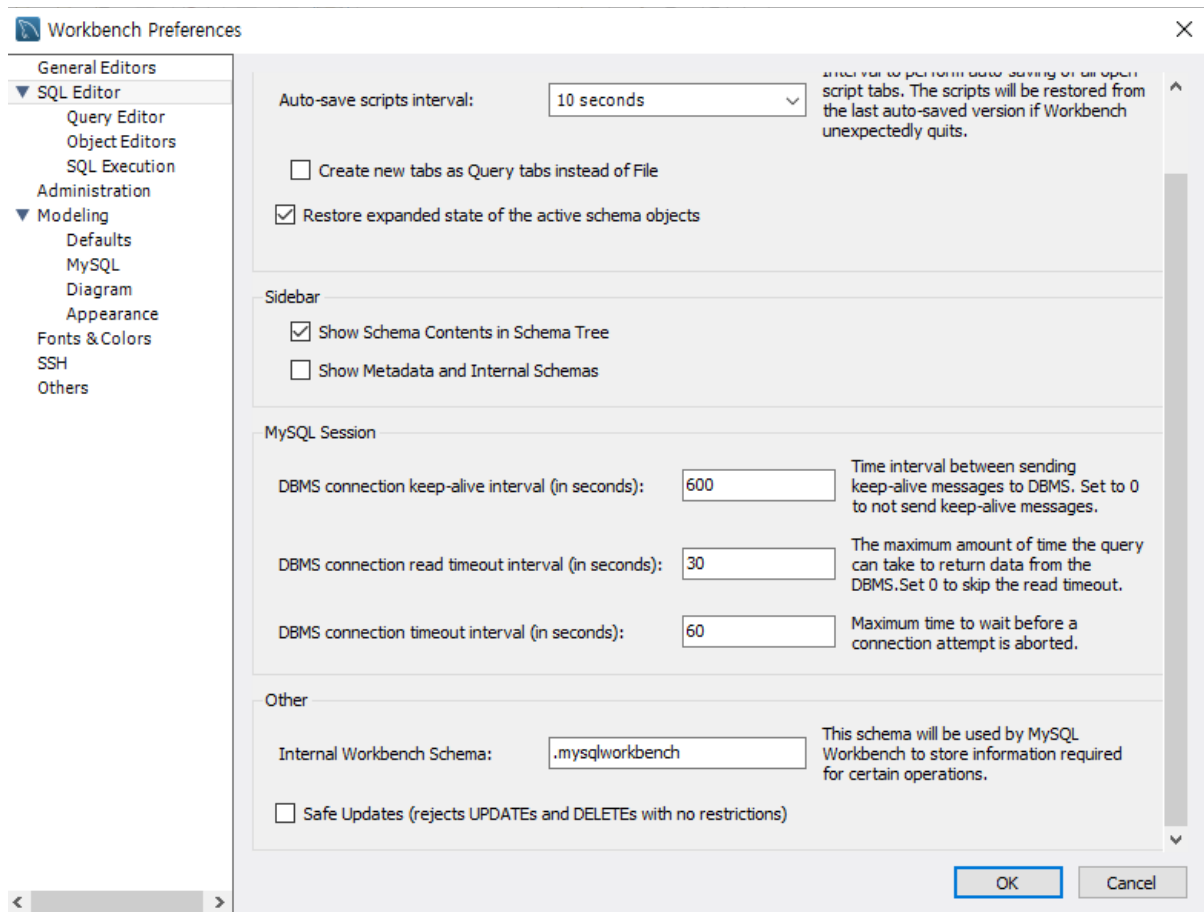 Workbench Preferences
General Editors
SQL Editor
Query Editor
Object Editors
SQL Execution
Administration
Modeling
Defaults
MySQL
Diagram
Appearance
Fonts & Colors
SSH
Others
Interval to perform auto-saving of all open
script tabs. The scripts will be restored from
the last auto-saved version if Workbench
unexpectedly quits.
Auto-save scripts interval:
10 seconds
Create new tabs as Query tabs instead of File
Restore expanded state of the active schema objects
Sidebar
Show Schema Contents in Schema Tree
Show Metadata and Internal Schemas
MySQL Session
DBMS connection keep-alive interval (in seconds):
600
Time interval between sending
keep-alive messages to DBMS. Set to 0
to not send keep-alive messages.
DBMS connection read timeout interval (in seconds):
30
The maximum amount of time the query
can take to return data from the
DBMS.Set 0 to skip the read timeout.
DBMS connection timeout interval (in seconds):
60
Maximum time to wait before a
connection attempt is aborted.
Other
Internal Workbench Schema:
.mysqlworkbench
This schema will be used by MySQL
Workbench to store information required
for certain operations.
Safe Updates (rejects UPDATEs and DELETEs with no restrictions)
OK
Cancel